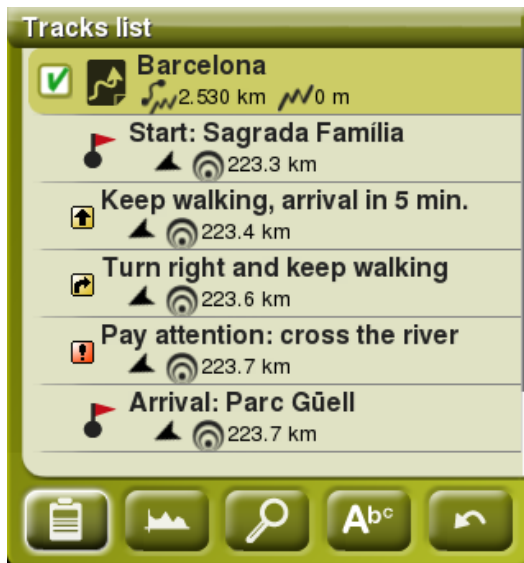 Tracks list
Barcelona
2.530 km 0 m
Start: Sagrada Família
223.3 km
Keep walking, arrival in 5 min.
223.4 km
Turn right and keep walking
223.6 km
Pay attention: cross the river
223.7 km
Arrival: Parc Gūell
223.7 km
Abc